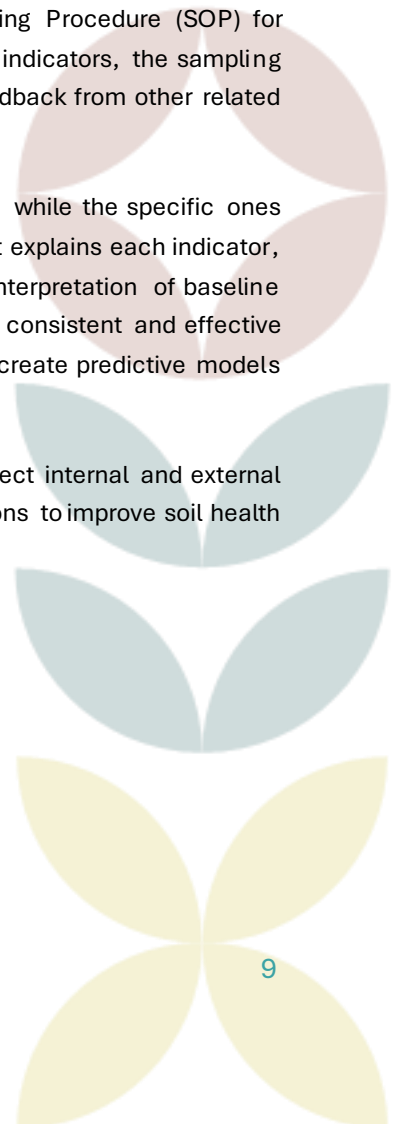 ing Procedure (SOP) for
indicators, the sampling
edback from other related
while the specific ones
t explains each indicator,
nterpretation of baseline
consistent and effective
create predictive models
ect internal and external
ons to improve soil health
9